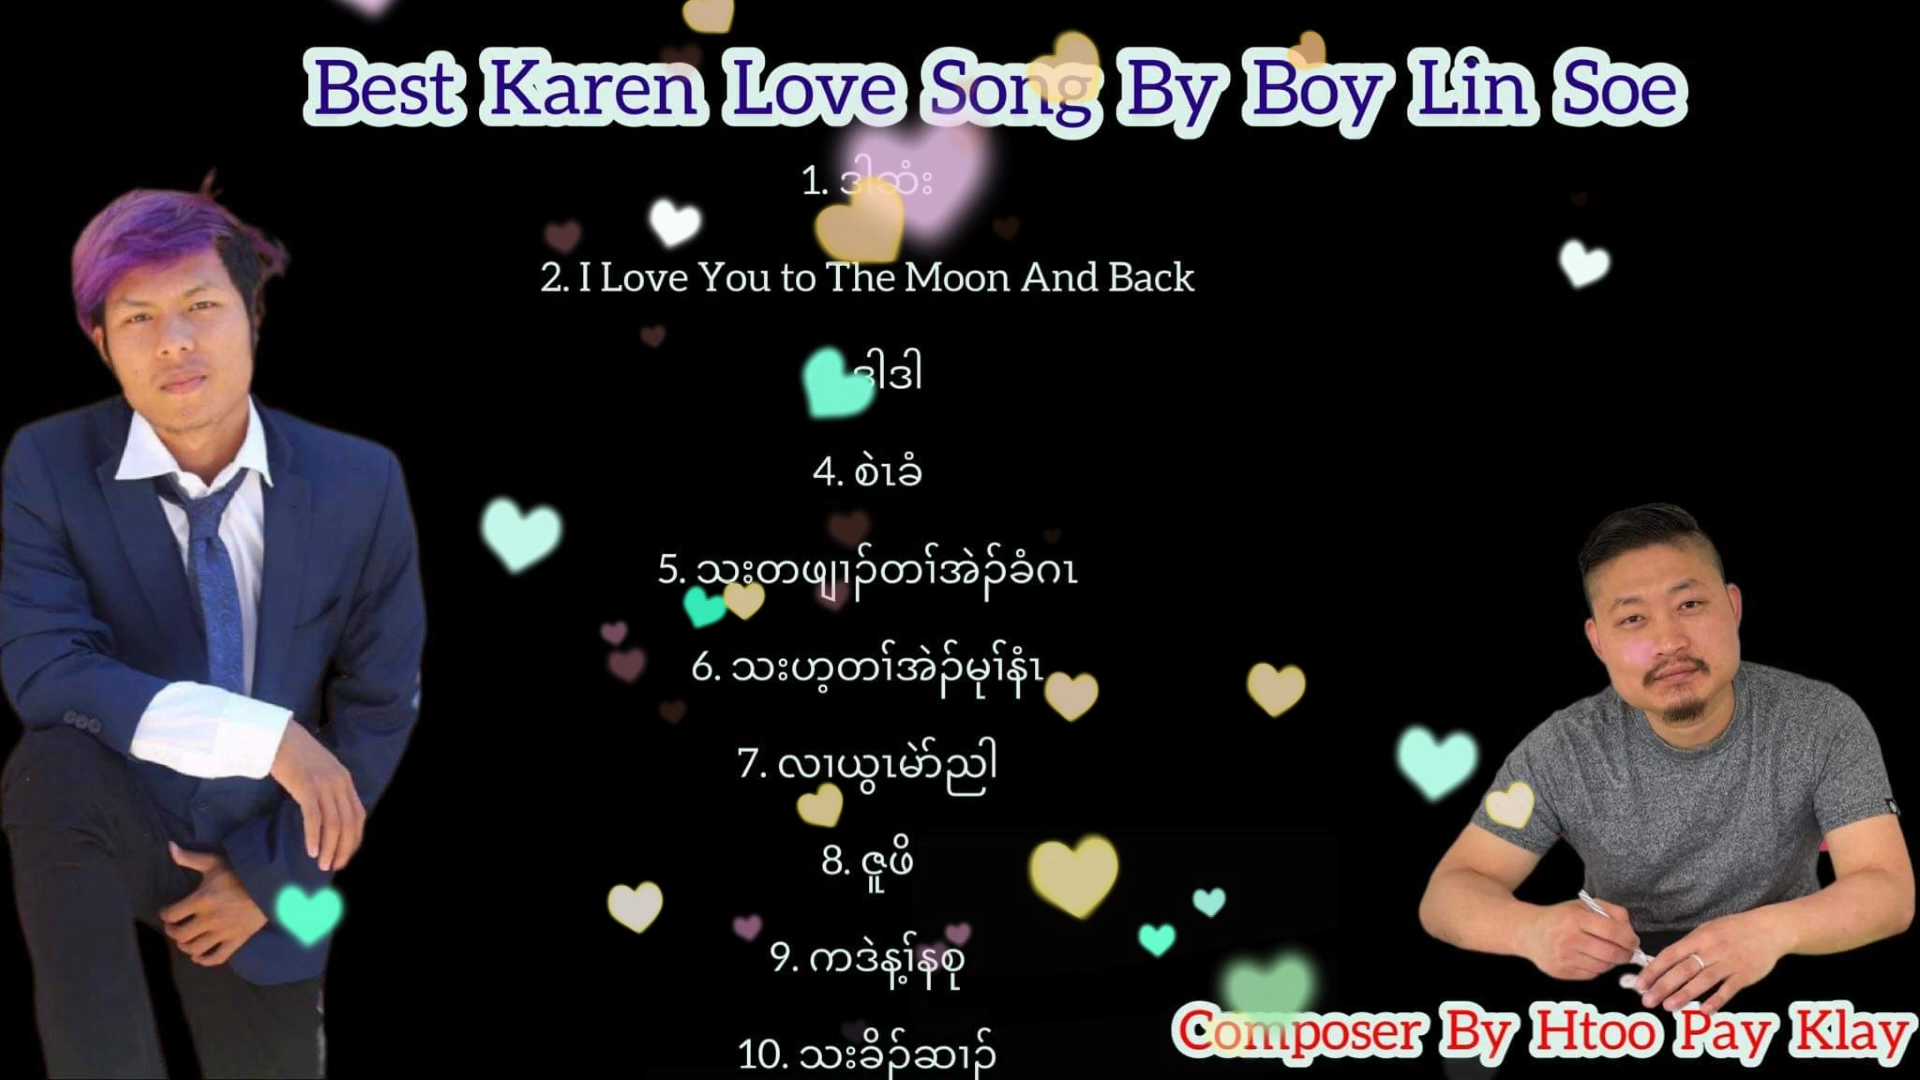 Best Karen Love Song By Boy Lin Soe
1. ဒါဆံး
2. I Love You to The Moon And Back
ဒါဒါ
4. စဲၤခံ
5. သးတဖျၢၣ်တၢ်အဲၣ်ခံဂၤ
6. သးဟ့တၢ်အဲၣ်မုၢ်နံၤ
7. လၢယွၤမဲာ်ညါ
8. ဇူဖိ
9. ကဒဲန့ၢ်နစု
10. သးခိၣ်ဆၢၣ်
Composer By Htoo Pay Klay